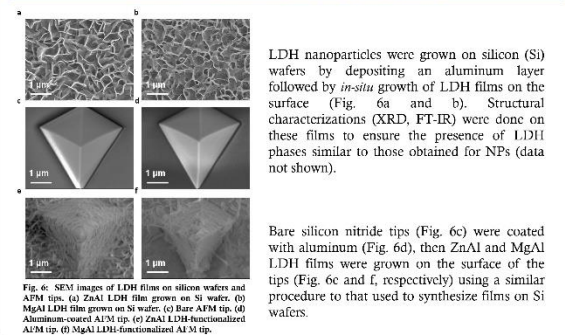 a
b
1 µm
1 µm
c
d
1 µm
1 µm
e
f
1 µm
1 µm
Fig. 6: SEM images of LDH films on silicon wafers and
AFM tips. (a) ZnAl LDH film grown on Si wafer. (b)
MgAl LDH film grown on Si wafer. (c) Bare AFM tip. (d)
Aluminum-coated AFM tip. (e) ZnAl LDH-functionalized
AFM tip. (f) MgAl LDH-functionalized AFM tip.
LDH nanoparticles were grown on silicon (Si)
wafers by depositing an aluminum layer
followed by in-situ growth of LDH films on the
surface (Fig. 6a and b). Structural
characterizations (XRD, FT-IR) were done on
these films to ensure the presence of LDH
phases similar to those obtained for NPs (data
not shown).
Bare silicon nitride tips (Fig. 6c) were coated
with aluminum (Fig. 6d), then ZnAl and MgAl
LDH films were grown on the surface of the
tips (Fig. 6e and f, respectively) using a similar
procedure to that used to synthesize films on Si
wafers.